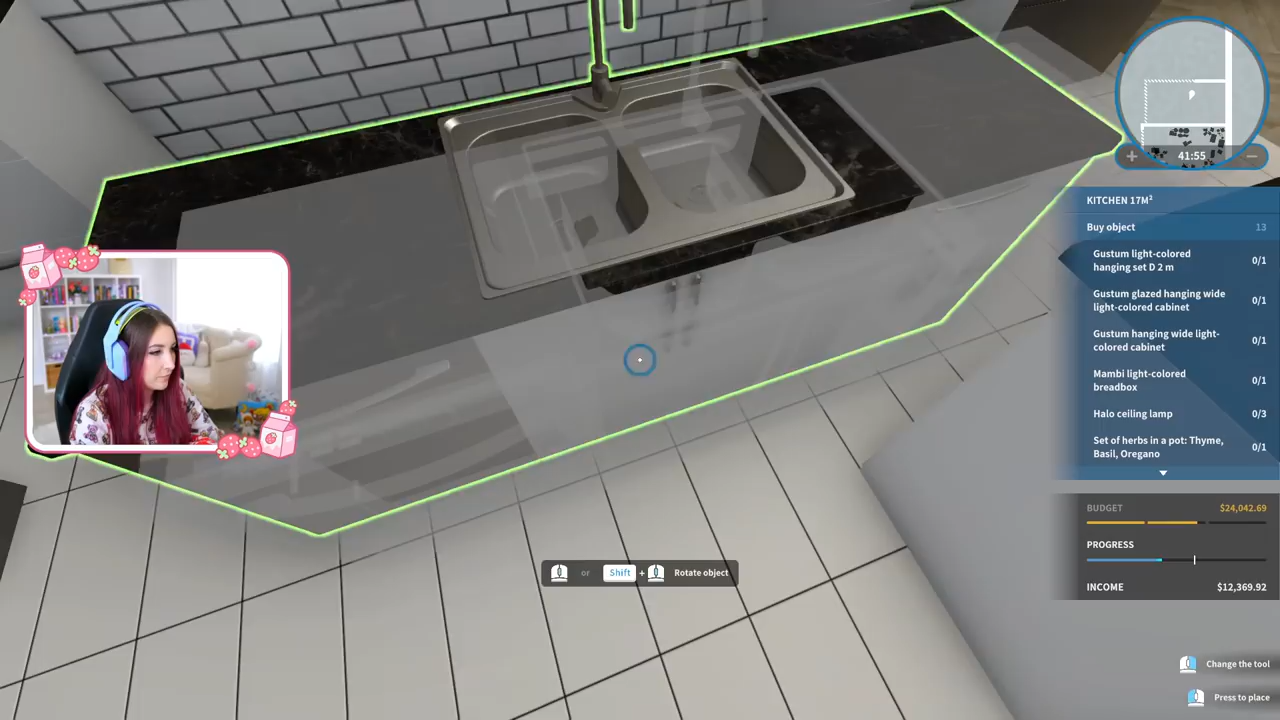 41:55
KITCHEN 17M²
Buy object 13
Gustum light-colored
hanging set D 2 m 0/1
Gustum glazed hanging wide
light-colored cabinet 0/1
Gustum hanging wide light-
colored cabinet 0/1
Mambi light-colored
breadbox 0/1
Halo ceiling lamp 0/3
Set of herbs in a pot: Thyme,
Basil, Oregano 0/1
BUDGET $24,042.69
PROGRESS
INCOME $12,369.92
or Shift + Rotate object
Change the tool
Press to place